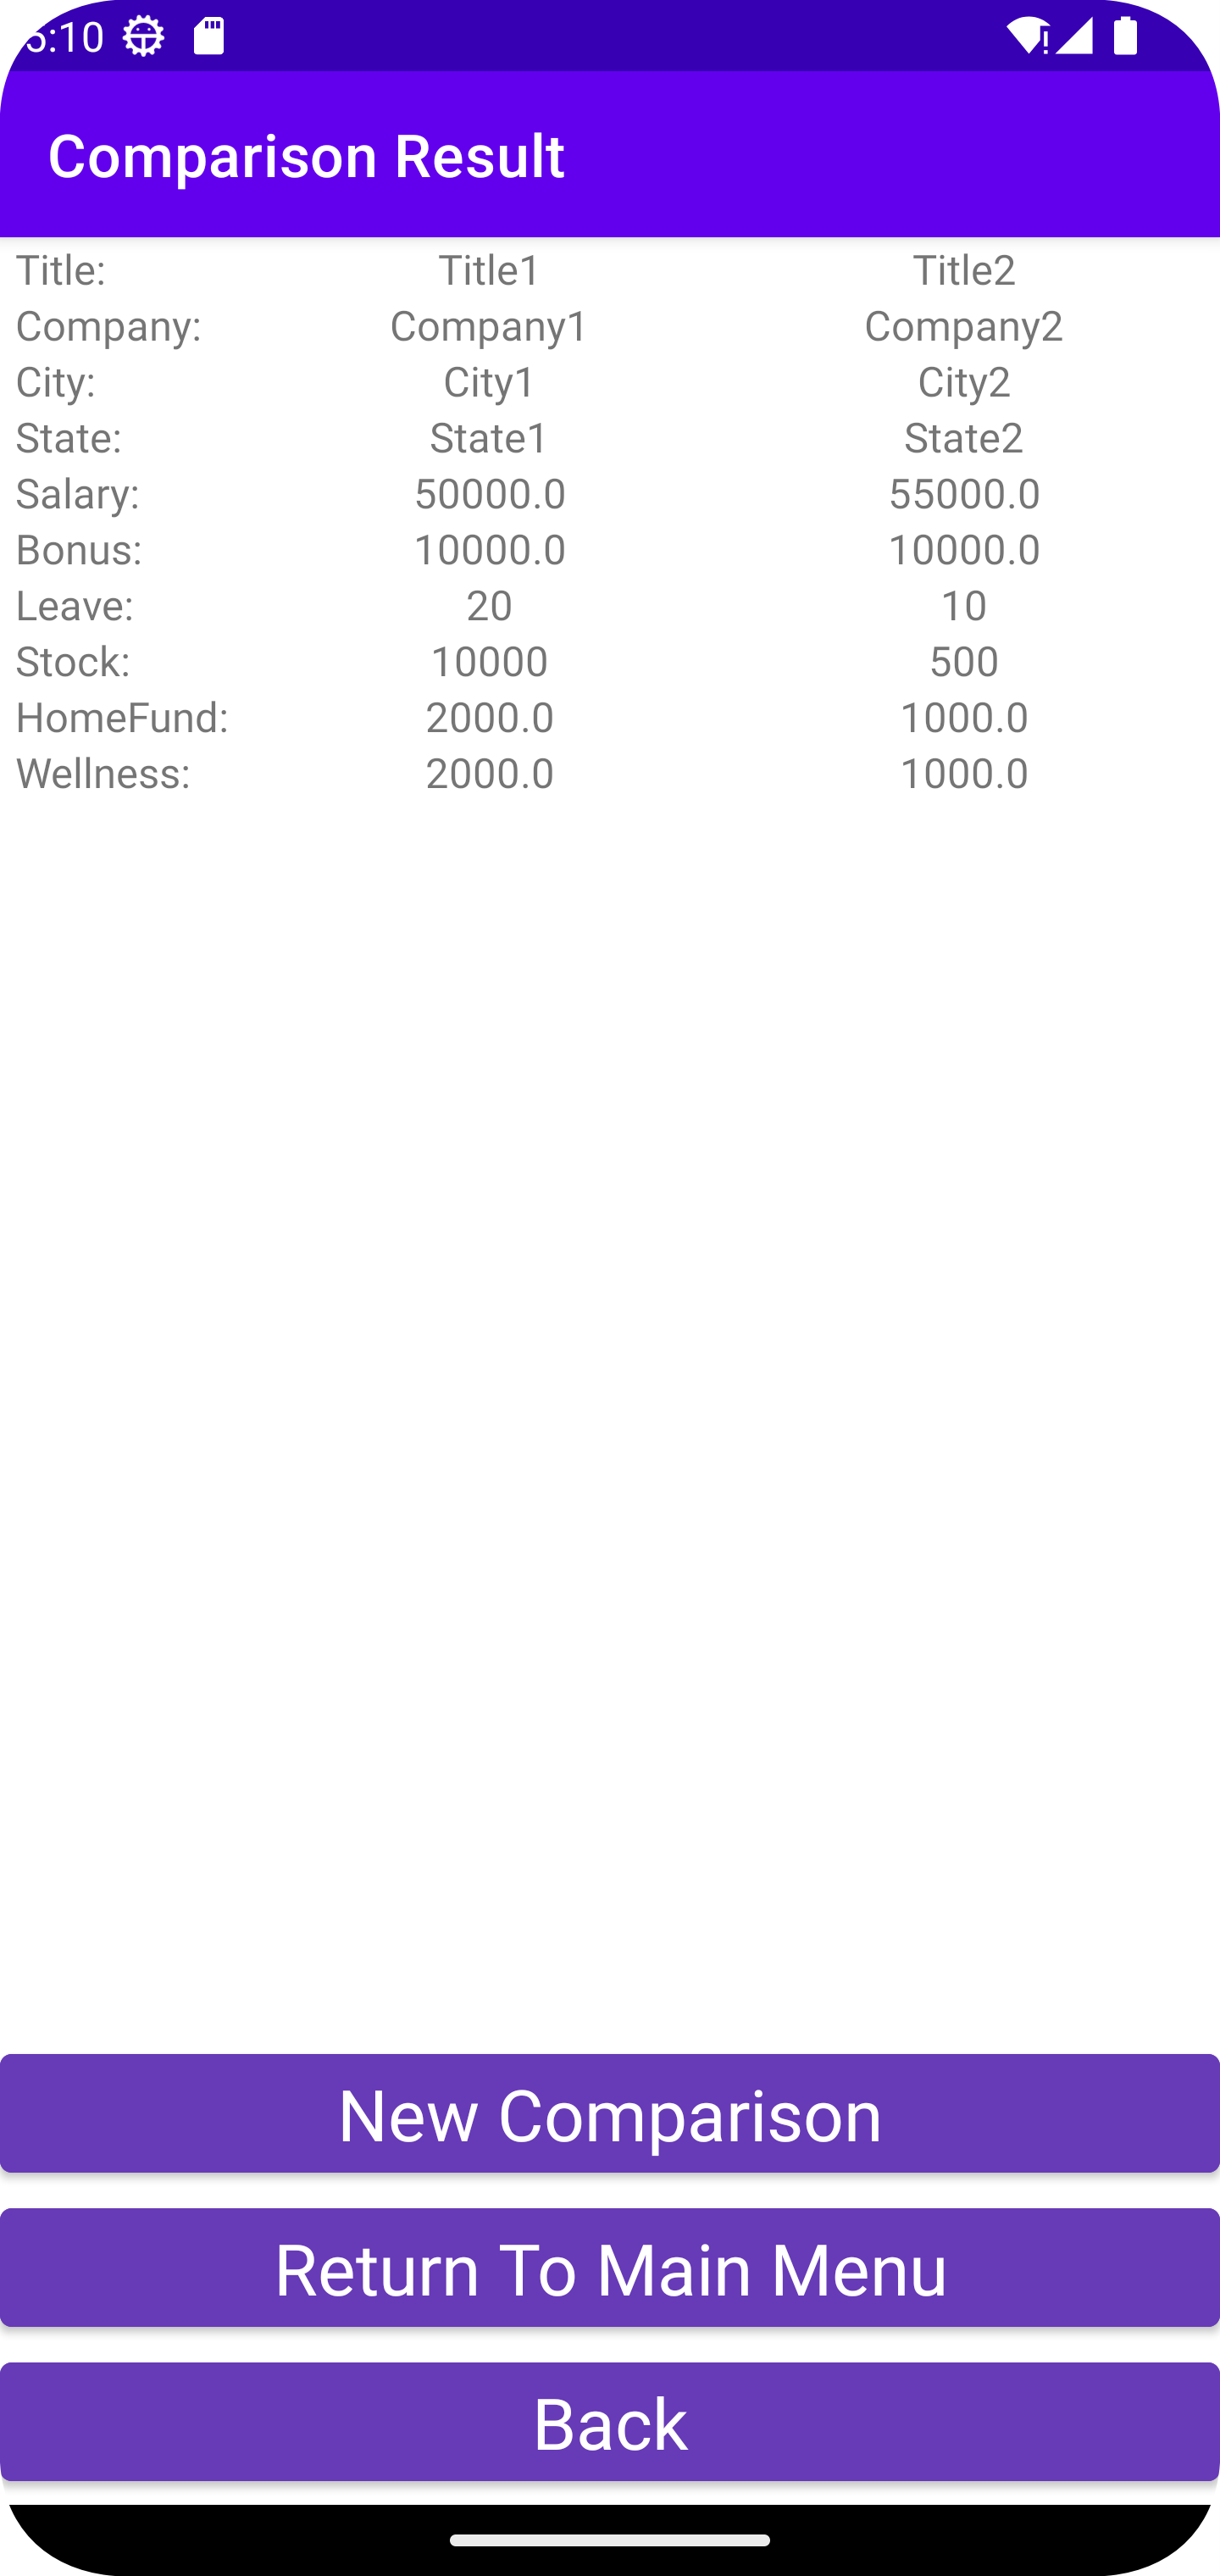 5:10
Comparison Result
Title: Title1 Title2
Company: Company1 Company2
City: City1 City2
State: State1 State2
Salary: 50000.0 55000.0
Bonus: 10000.0 10000.0
Leave: 20 10
Stock: 10000 500
HomeFund: 2000.0 1000.0
Wellness: 2000.0 1000.0
New Comparison
Return To Main Menu
Back